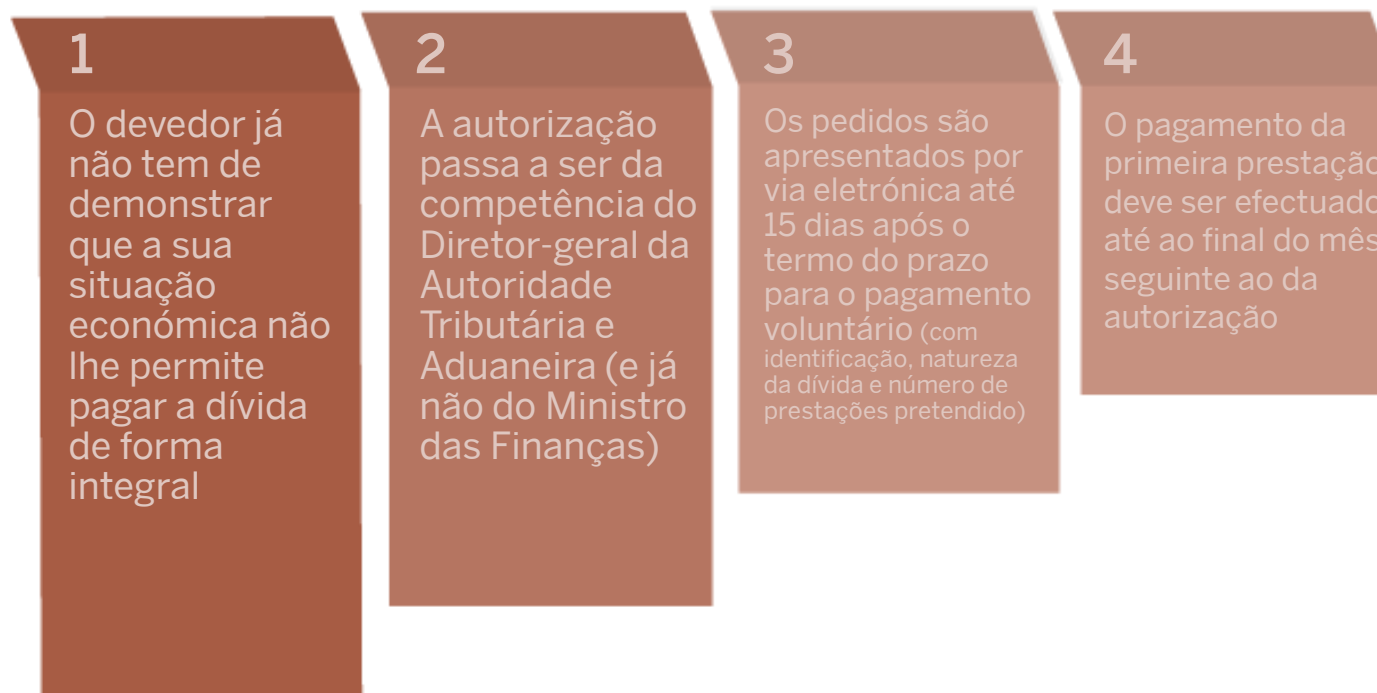 1
O devedor já
não tem de
demonstrar
que a sua
situação
económica não
lhe permite
pagar a dívida
de forma
integral
2
A autorização
passa a ser da
competência do
Diretor-geral da
Autoridade
Tributária e
Aduaneira (e já
não do Ministro
das Finanças)
3
Os pedidos são
apresentados por
via eletrónica até
15 dias após o
termo do prazo
para o pagamento
voluntário (com
identificação, natureza
da dívida e número de
prestações pretendido)
4
O pagamento da
primeira prestação
deve ser efectuado
até ao final do mês
seguinte ao da
autorização